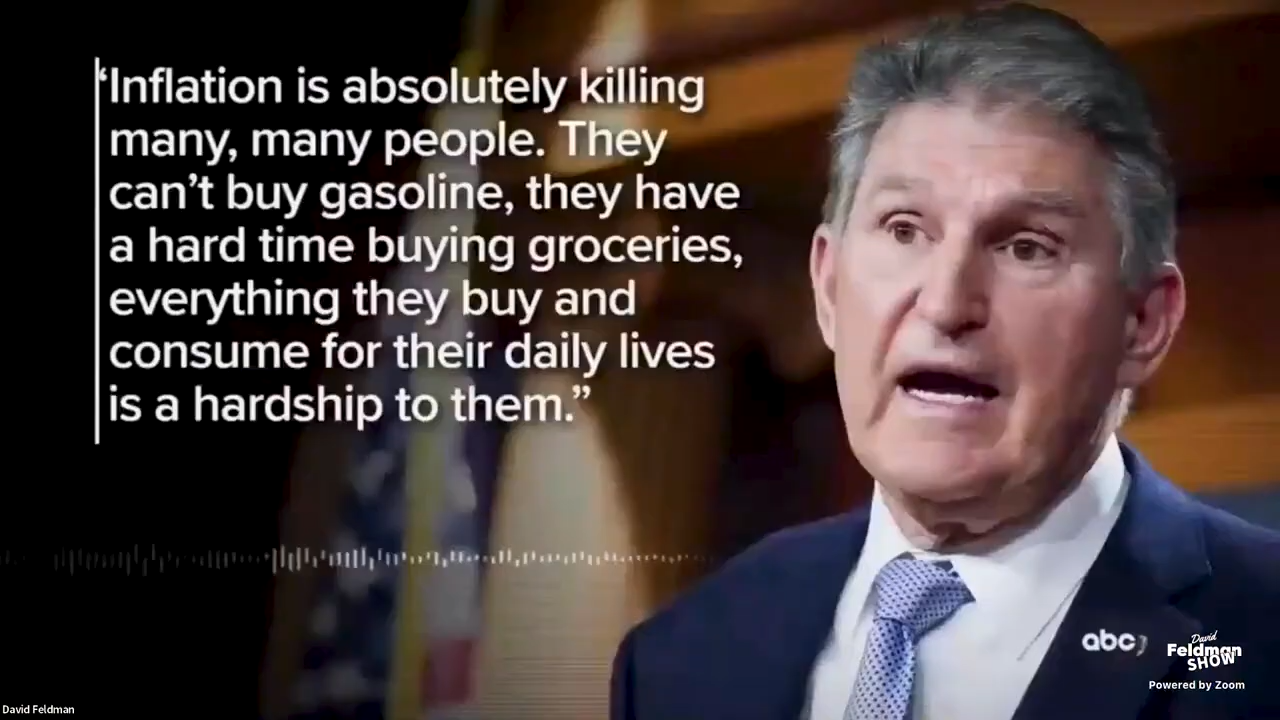 “Inflation is absolutely killing
many, many people. They
can’t buy gasoline, they have
a hard time buying groceries,
everything they buy and
consume for their daily lives
is a hardship to them.”
abc
David
Feldman
SHOW
Powered by Zoom
David Feldman